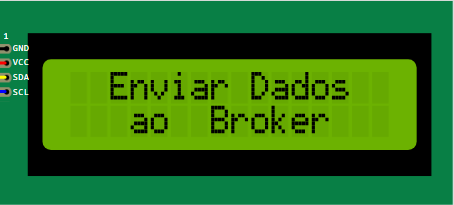 1
GND
VCC
SDA
SCL
Enviar Dados
ao Broker